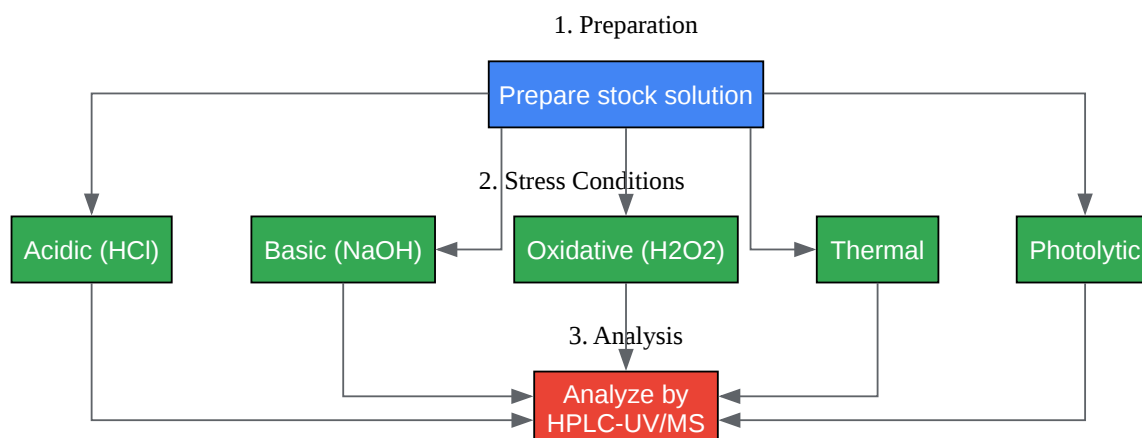 1. Preparation
Prepare stock solution
2. Stress Conditions
Acidic (HCl)
Basic (NaOH)
Oxidative (H2O2)
Thermal
Photolytic
3. Analysis
Analyze by
HPLC-UV/MS